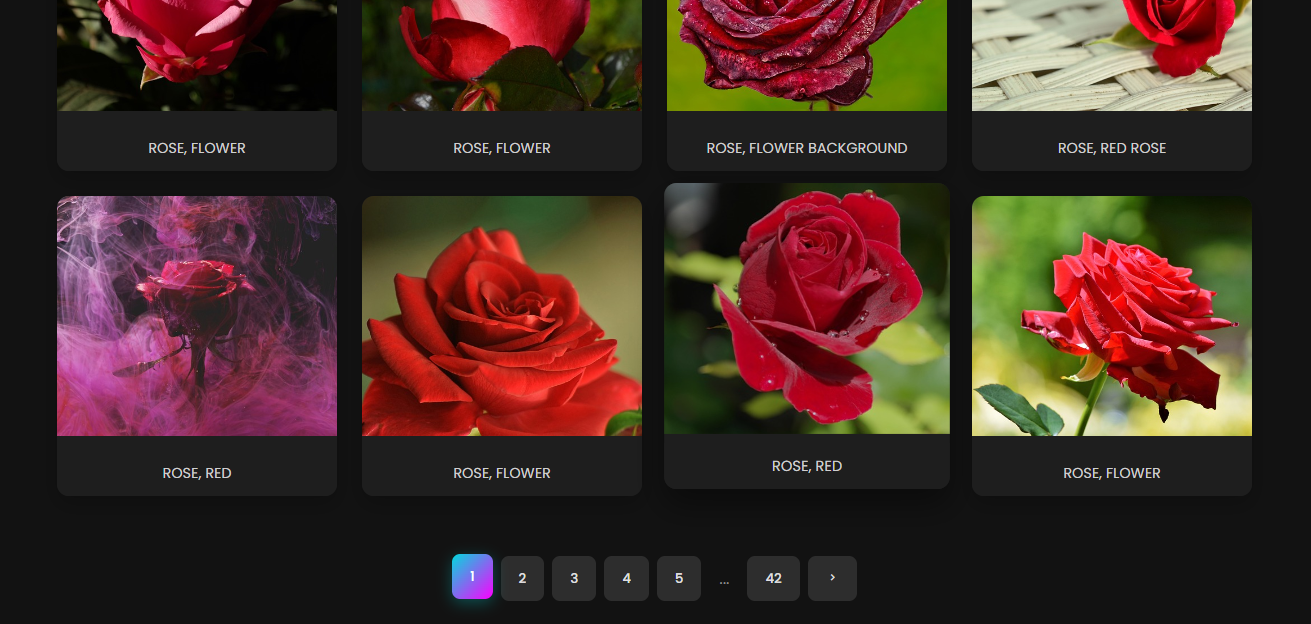 ROSE, FLOWER
ROSE, FLOWER
ROSE, FLOWER BACKGROUND
ROSE, RED ROSE
ROSE, RED
ROSE, FLOWER
ROSE, RED
ROSE, FLOWER
1 2 3 4 5 ... 42 ›